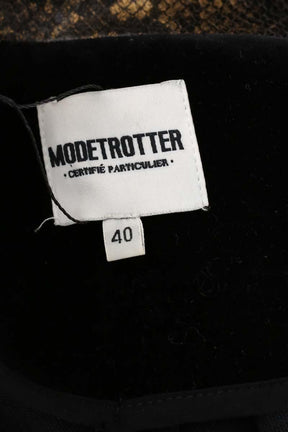 MODETROTTER
• CERTIFIÉ PARTICULIER •
40